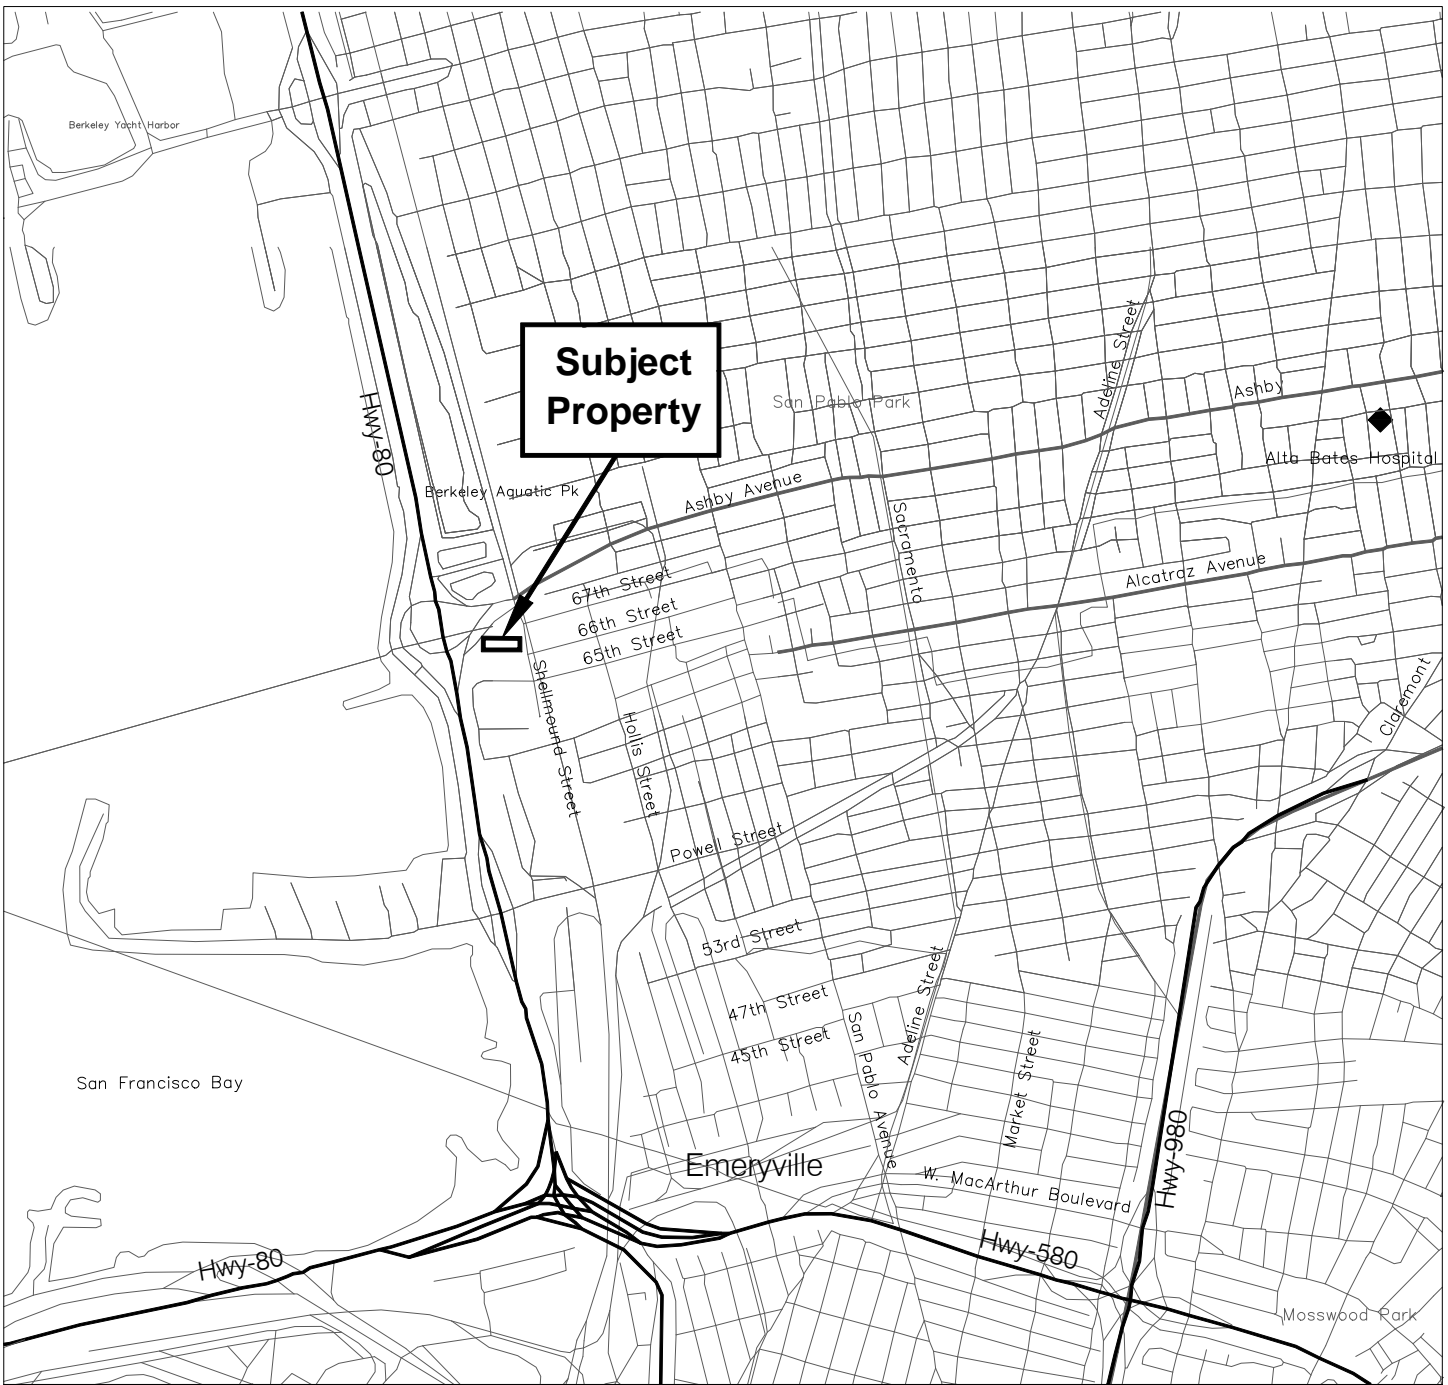 Berkeley Yacht Harbor
Subject
Property
Adeline Street
Ashby
San Pablo Park
Hwy-80
Alta Bates Hospital
Berkeley Aquatic Pk
Ashby Avenue
Sacramento
Alcatraz Avenue
67th Street
66th Street
65th Street
Shellmound Street
Hollis Street
Claremont
Powell Street
53rd Street
47th Street
45th Street
San Pablo Avenue
Adeline Street
Market Street
San Francisco Bay
Emeryville
W. MacArthur Boulevard
Hwy-980
Hwy-80
Hwy-580
Mosswood Park